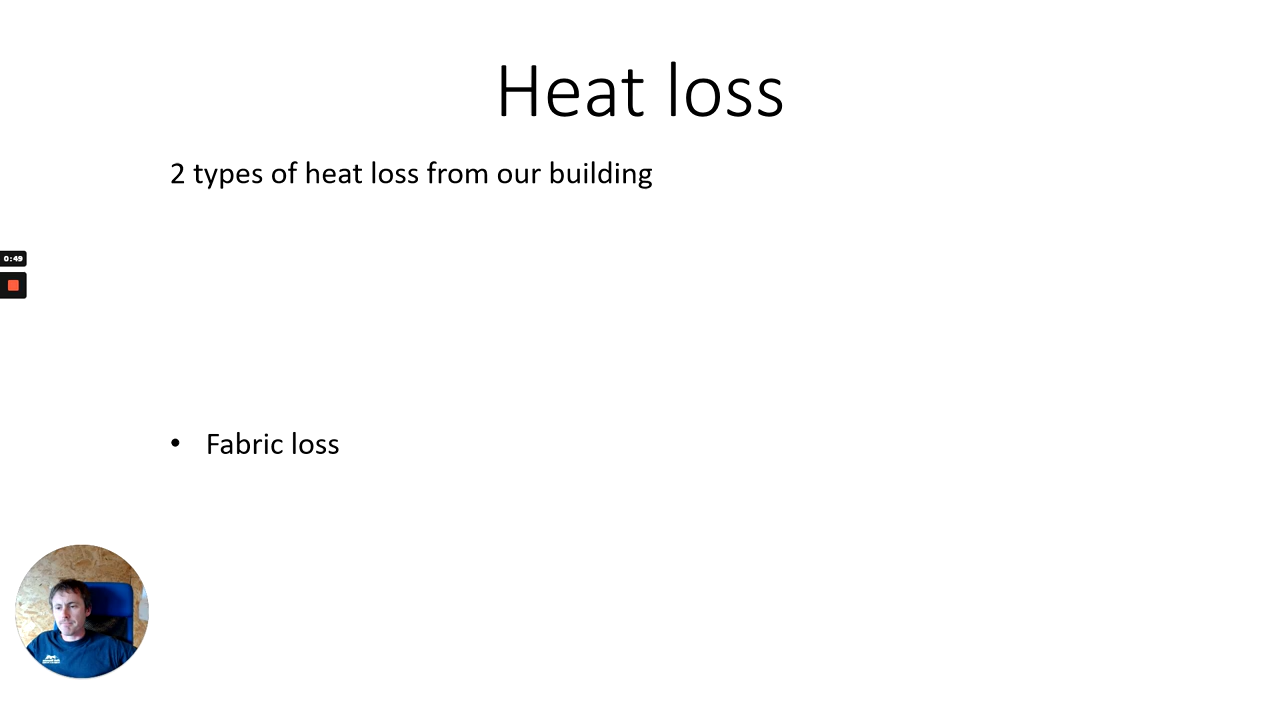 Heat loss
2 types of heat loss from our building
0:49
• Fabric loss